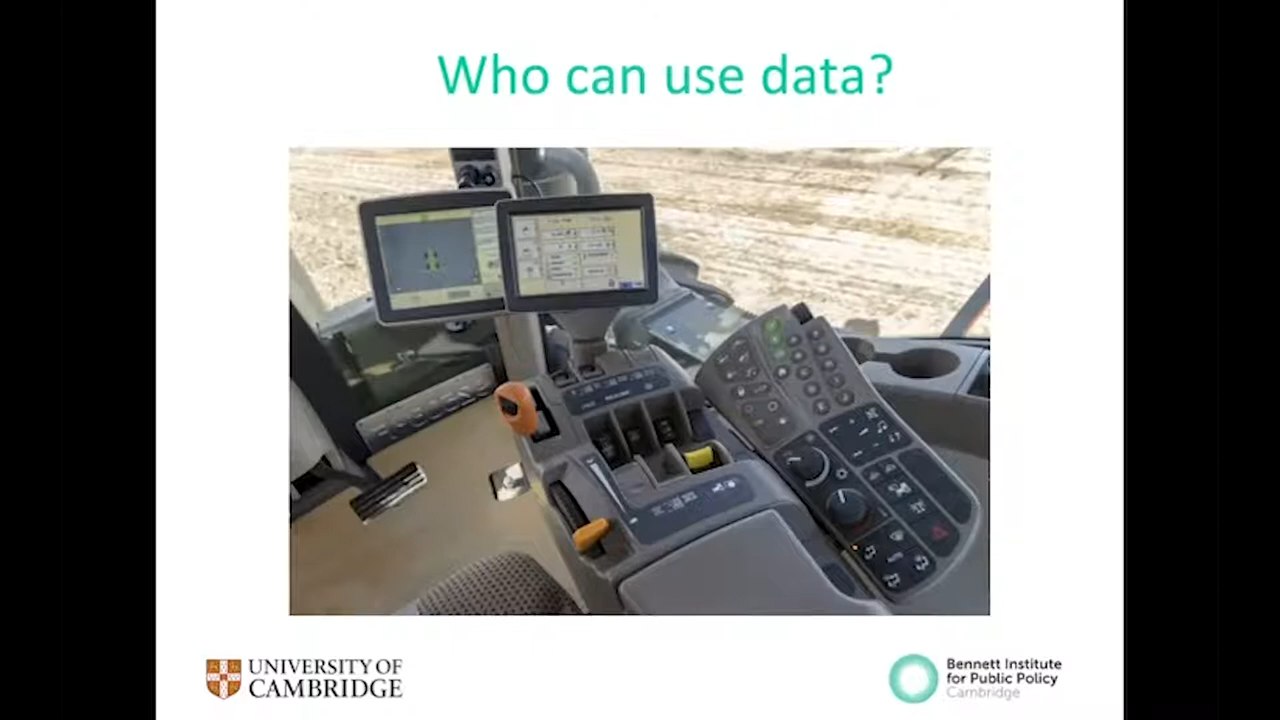 Who can use data?
UNIVERSITY OF
CAMBRIDGE
Bennett Institute
for Public Policy
Cambridge